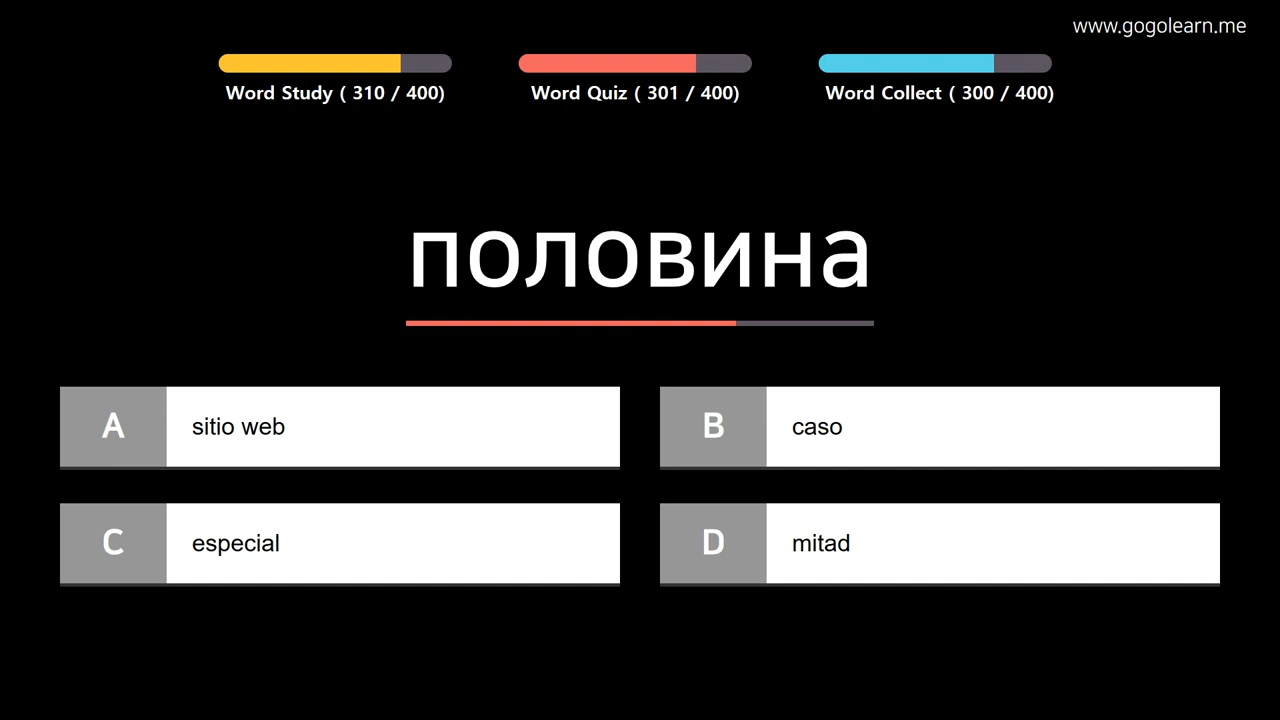 www.gogolearn.me
Word Study ( 310 / 400)
Word Quiz ( 301 / 400)
Word Collect ( 300 / 400)
половина
A sitio web
B caso
C especial
D mitad